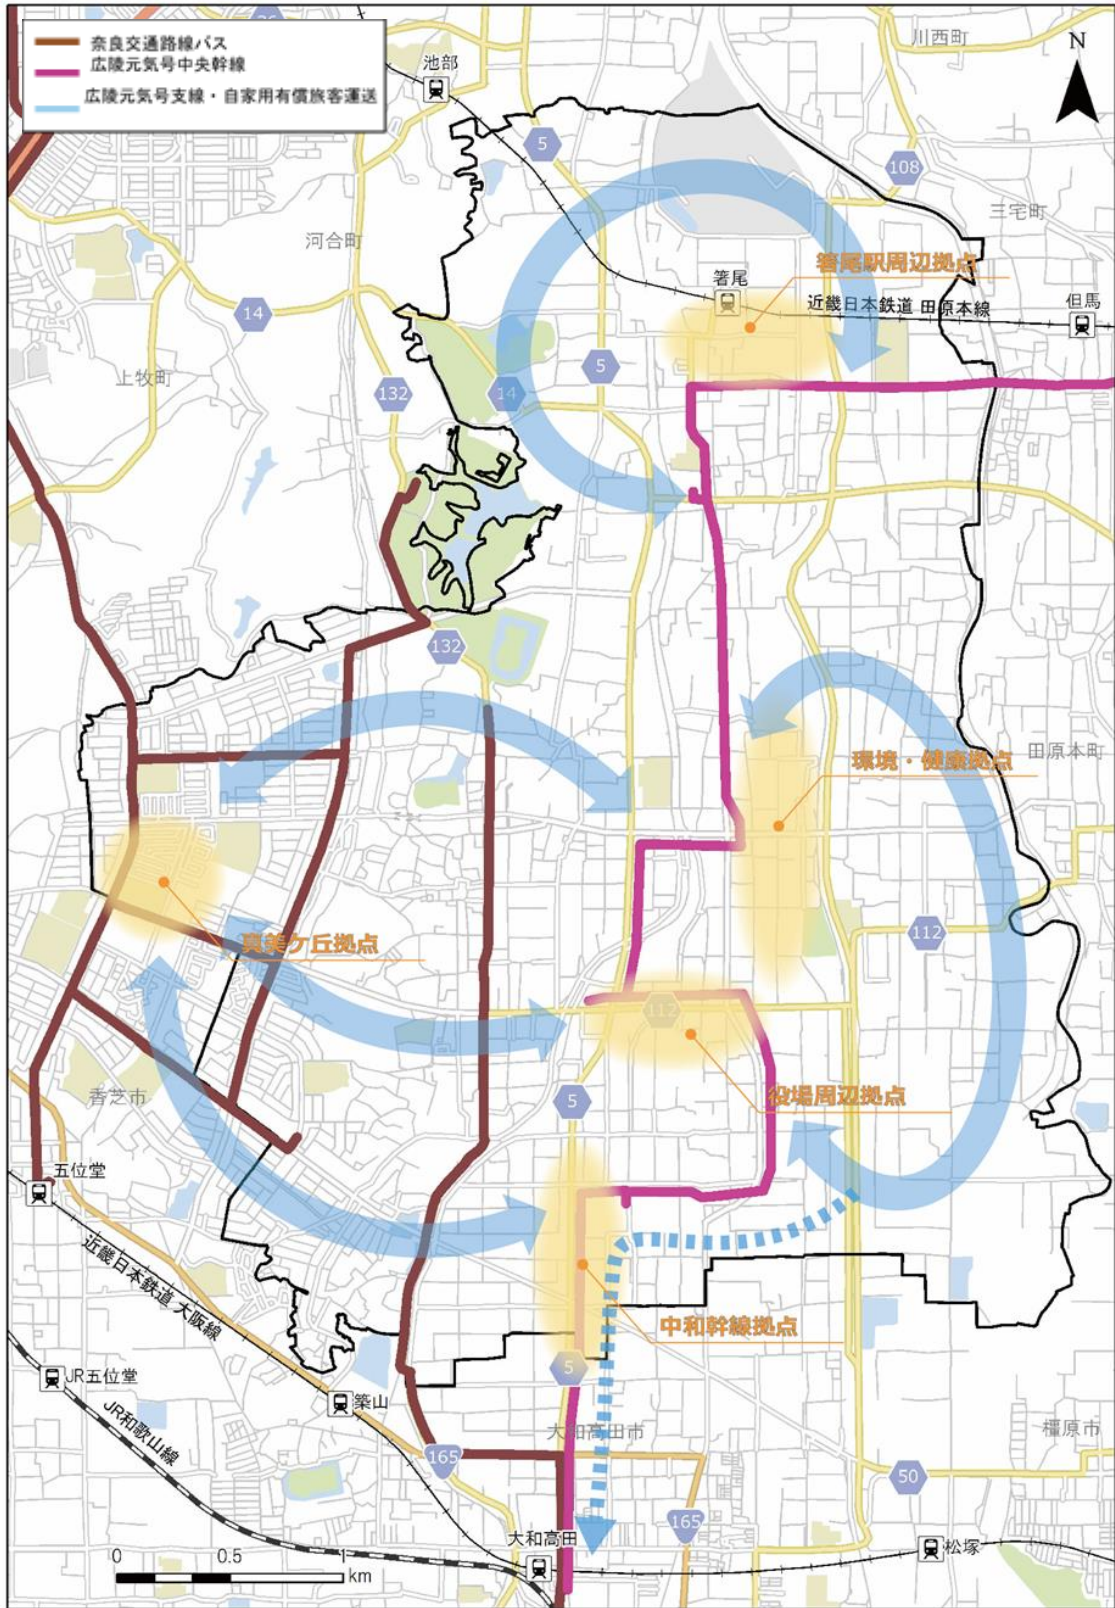 奈良交通路線バス
広陵元気号中央幹線
広陵元気号支線・自家用有償旅客運送
川西町
N
池部
5
108
三宅町
河合町
箸尾駅周辺拠点
箸尾
近畿日本鉄道 田原本線
但馬
14
上牧町
5
132
14
132
田原本町
環境・健康拠点
112
真美ケ丘拠点
112
役場周辺拠点
香芝市
5
五位堂
近畿日本鉄道 大阪線
中和幹線拠点
5
JR五位堂
築山
JR和歌山線
大和高田市
橿原市
165
50
165
大和高田
松塚
0 0.5 1
km